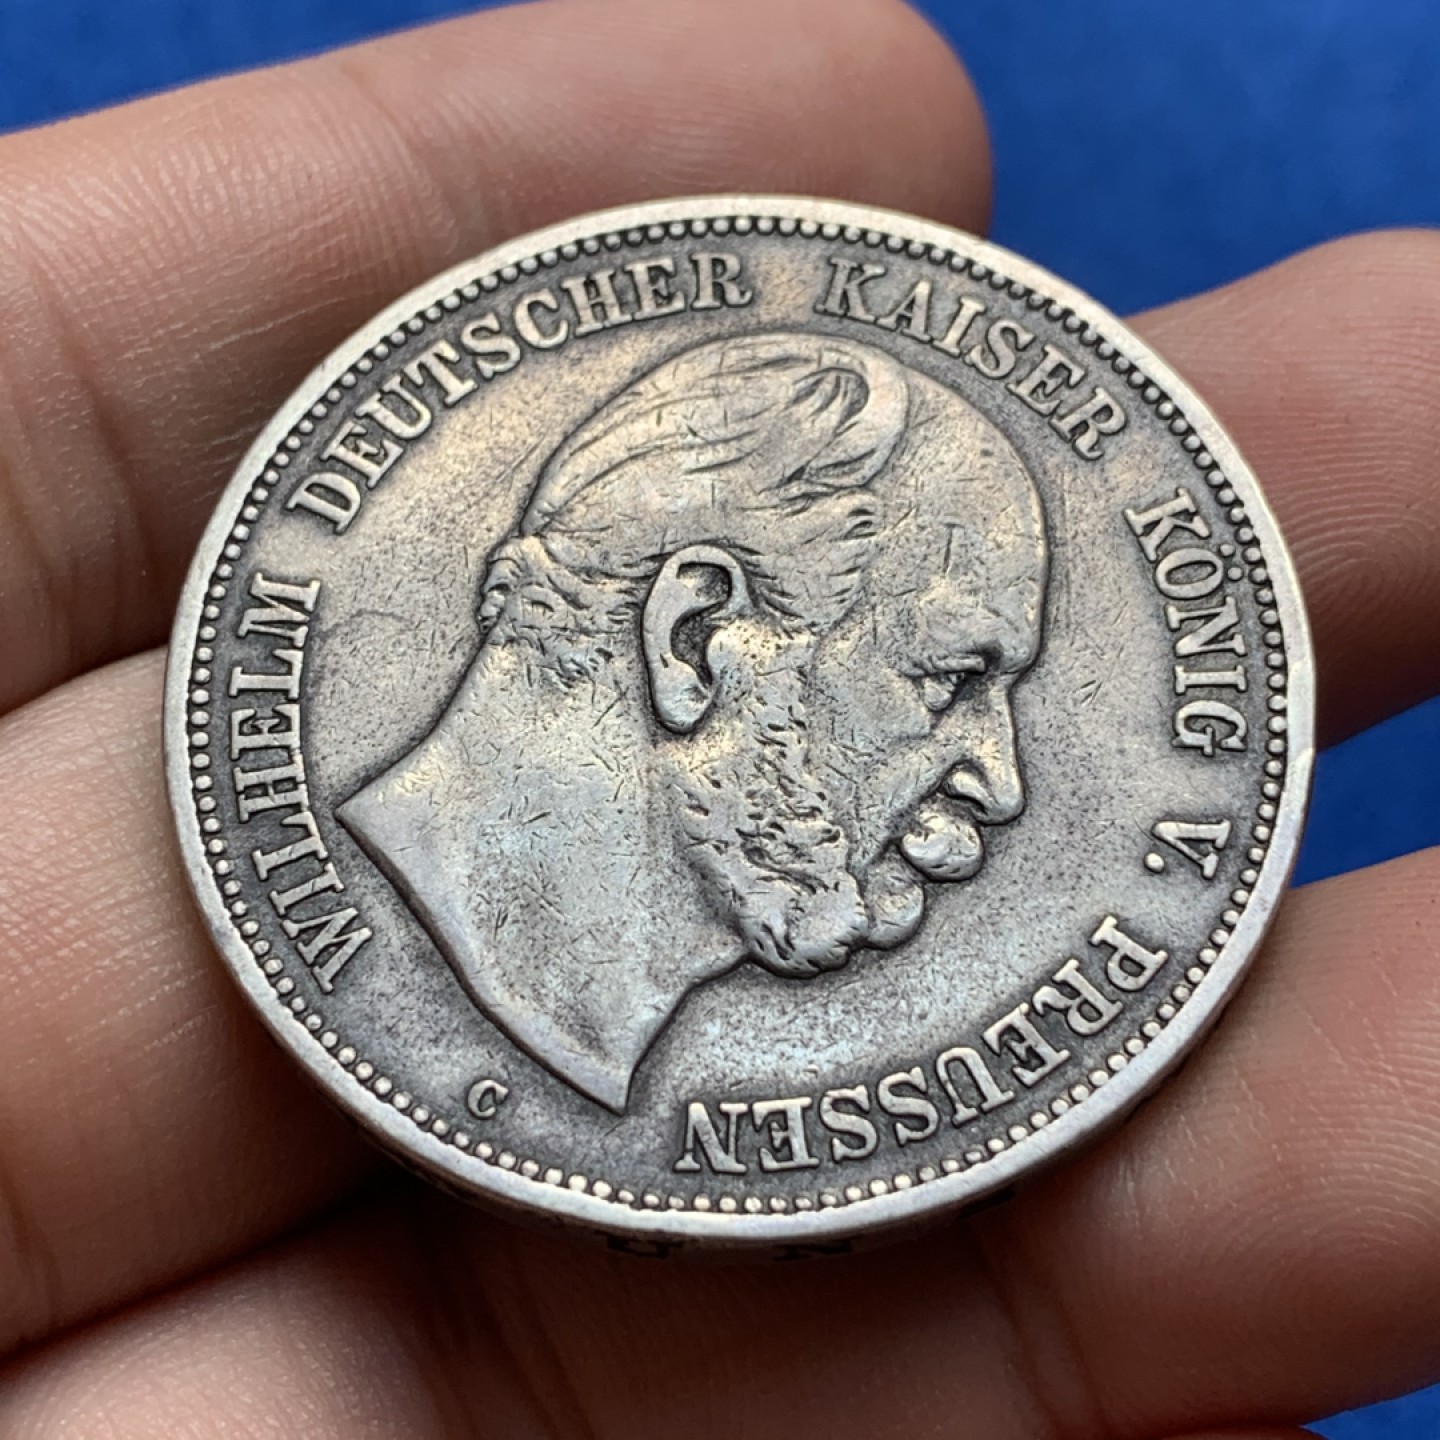 WILHELM DEUTSCHER KAISER KÖNIG V. PREUSSEN
C